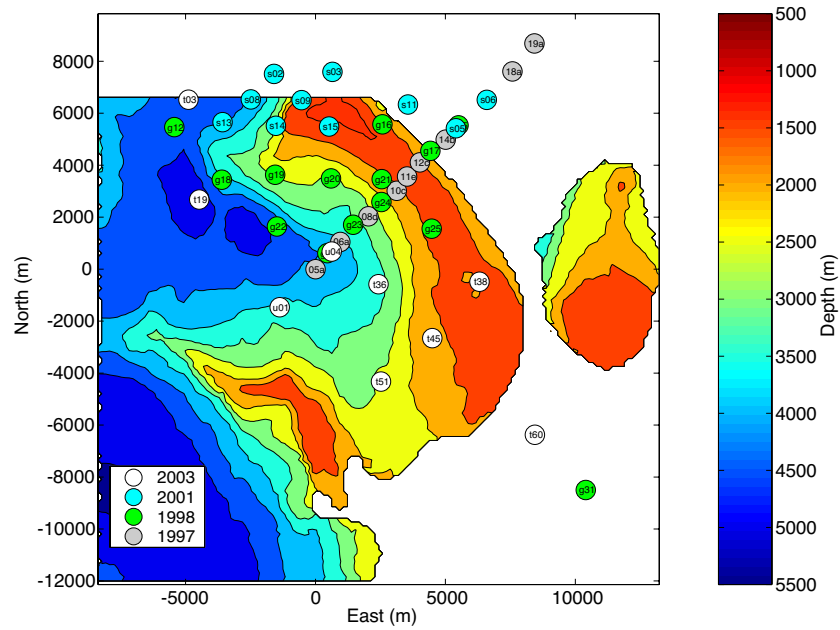 19a
8000
s02
s03
18a
t03
s08
s09
s11
s06
6000
g12
s13
s14
s15
g16
s05
14b
g17
4000
12c
g18
g19
g20
g21
11e
10c
t19
g24
2000
g22
g23
08d
g25
06a
u04
0
05a
t36
t38
u01
-2000
t45
-4000
t51
-6000
t60
-8000
g31
2003
2001
1998
1997
-10000
-12000
-5000
0
5000
10000
East (m)
North (m)
500
1000
1500
2000
2500
3000
3500
4000
4500
5000
5500
Depth (m)